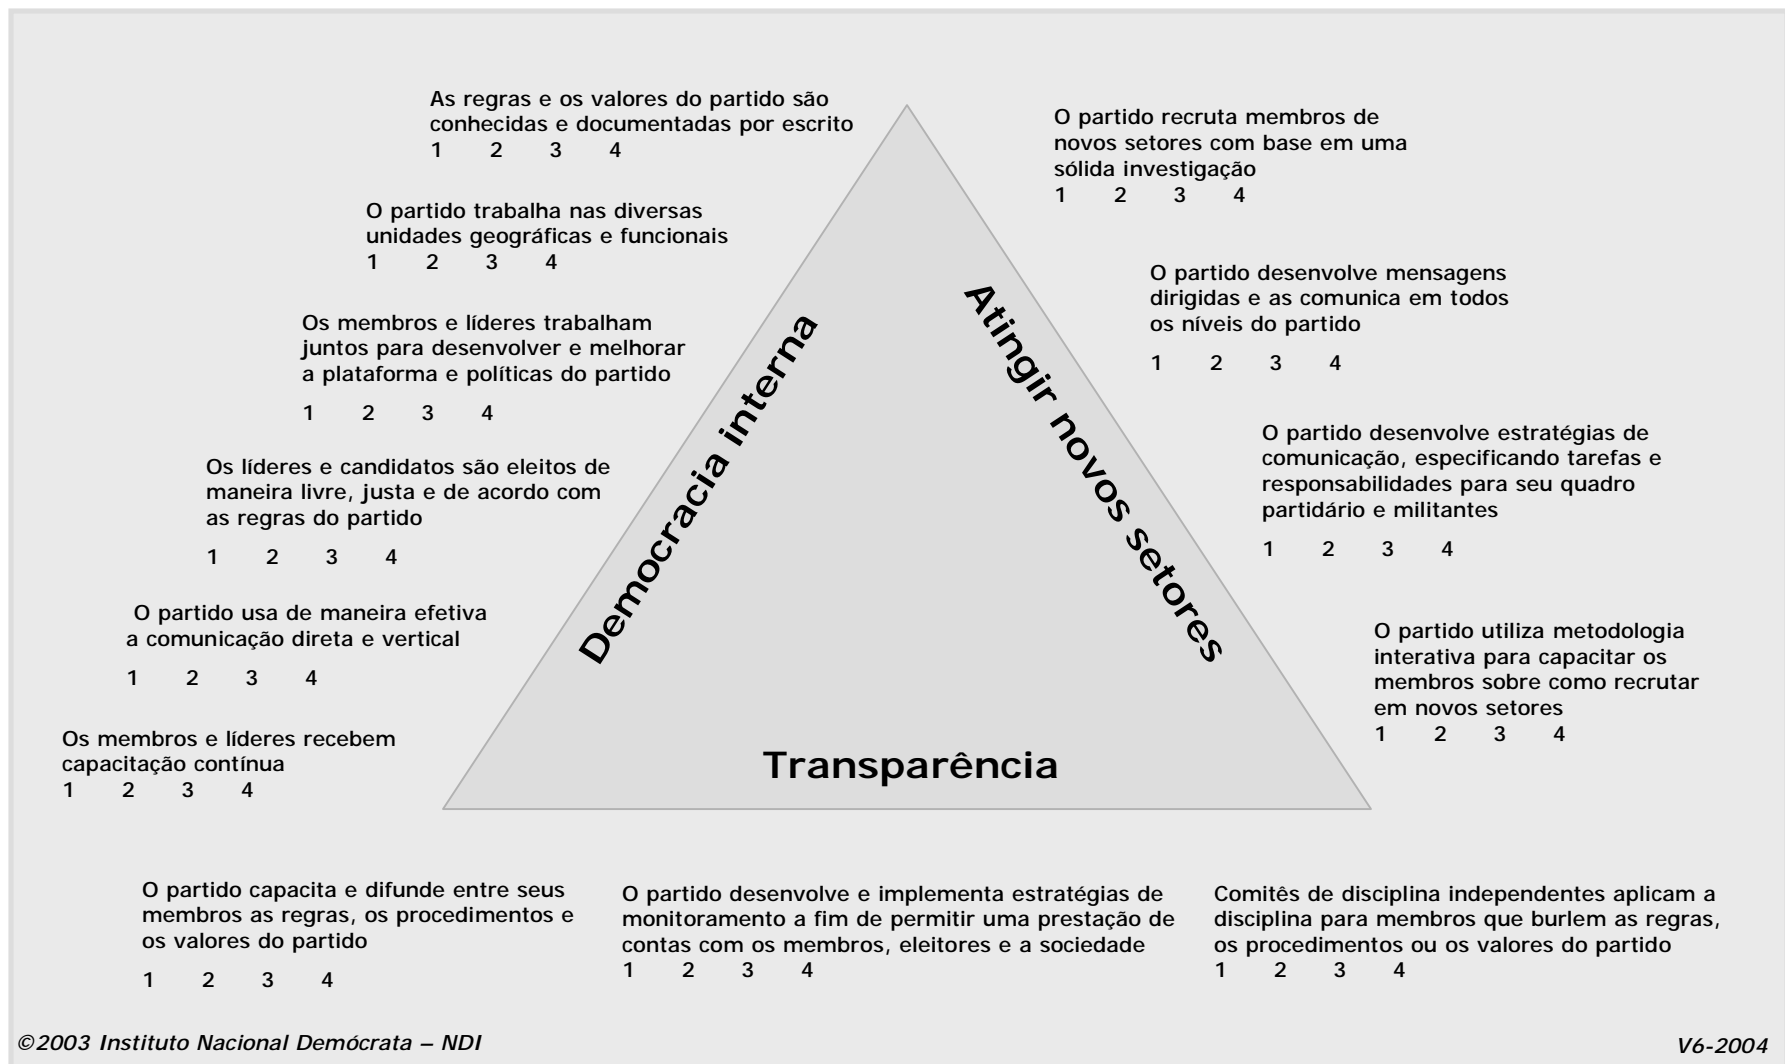 As regras e os valores do partido são
conhecidas e documentadas por escrito
1 2 3 4
O partido trabalha nas diversas
unidades geográficas e funcionais
1 2 3 4
Os membros e líderes trabalham
juntos para desenvolver e melhorar
a plataforma e políticas do partido
1 2 3 4
Os líderes e candidatos são eleitos de
maneira livre, justa e de acordo com
as regras do partido
1 2 3 4
O partido usa de maneira efetiva
a comunicação direta e vertical
1 2 3 4
Os membros e líderes recebem
capacitação contínua
1 2 3 4
Democracia interna
Atingir novos setores
Transparência
O partido recruta membros de
novos setores com base em uma
sólida investigação
1 2 3 4
O partido desenvolve mensagens
dirigidas e as comunica em todos
os níveis do partido
1 2 3 4
O partido desenvolve estratégias de
comunicação, especificando tarefas e
responsabilidades para seu quadro
partidário e militantes
1 2 3 4
O partido utiliza metodologia
interativa para capacitar os
membros sobre como recrutar
em novos setores
1 2 3 4
O partido capacita e difunde entre seus
membros as regras, os procedimentos e
os valores do partido
1 2 3 4
O partido desenvolve e implementa estratégias de
monitoramento a fim de permitir uma prestação de
contas com os membros, eleitores e a sociedade
1 2 3 4
Comitês de disciplina independentes aplicam a
disciplina para membros que burlem as regras,
os procedimentos ou os valores do partido
1 2 3 4
©2003 Instituto Nacional Demócrata – NDI
V6-2004